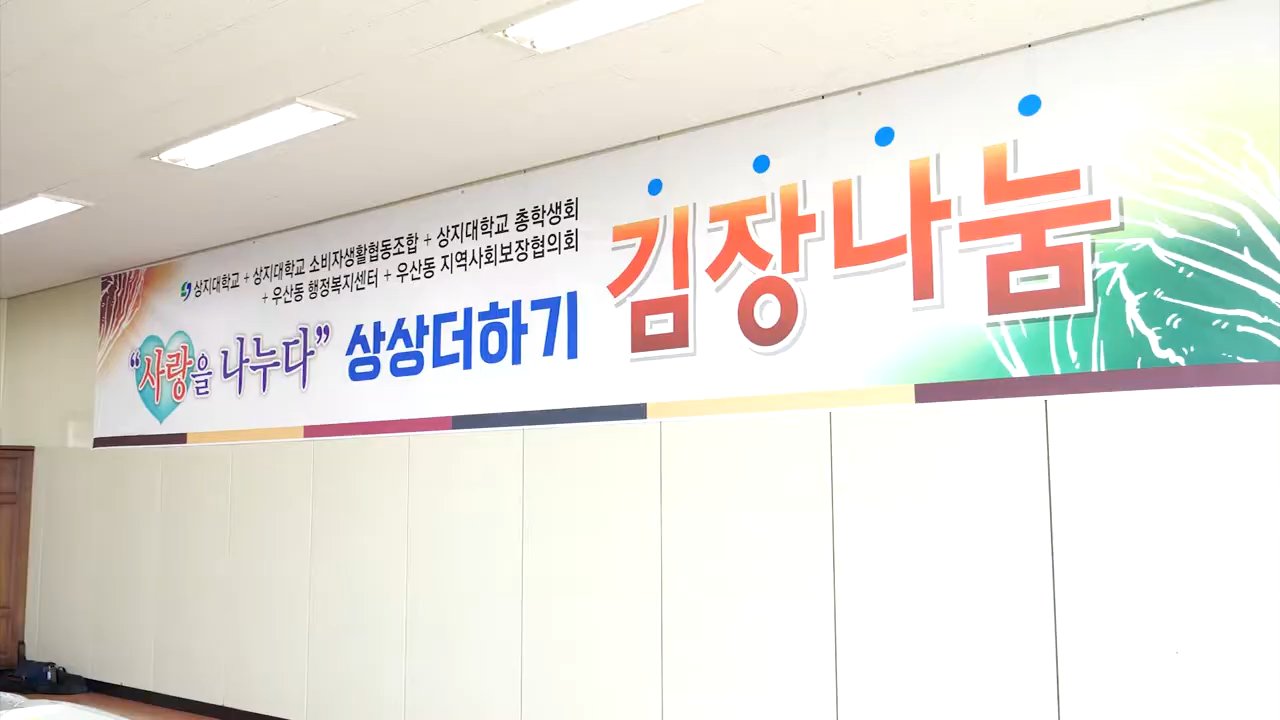 상지대학교 + 상지대학교 소비자생활협동조합 + 상지대학교 총학생회
+ 우산동 행정복지센터 + 우산동 지역사회보장협의회
“사랑을 나누다” 상상더하기
김장나눔